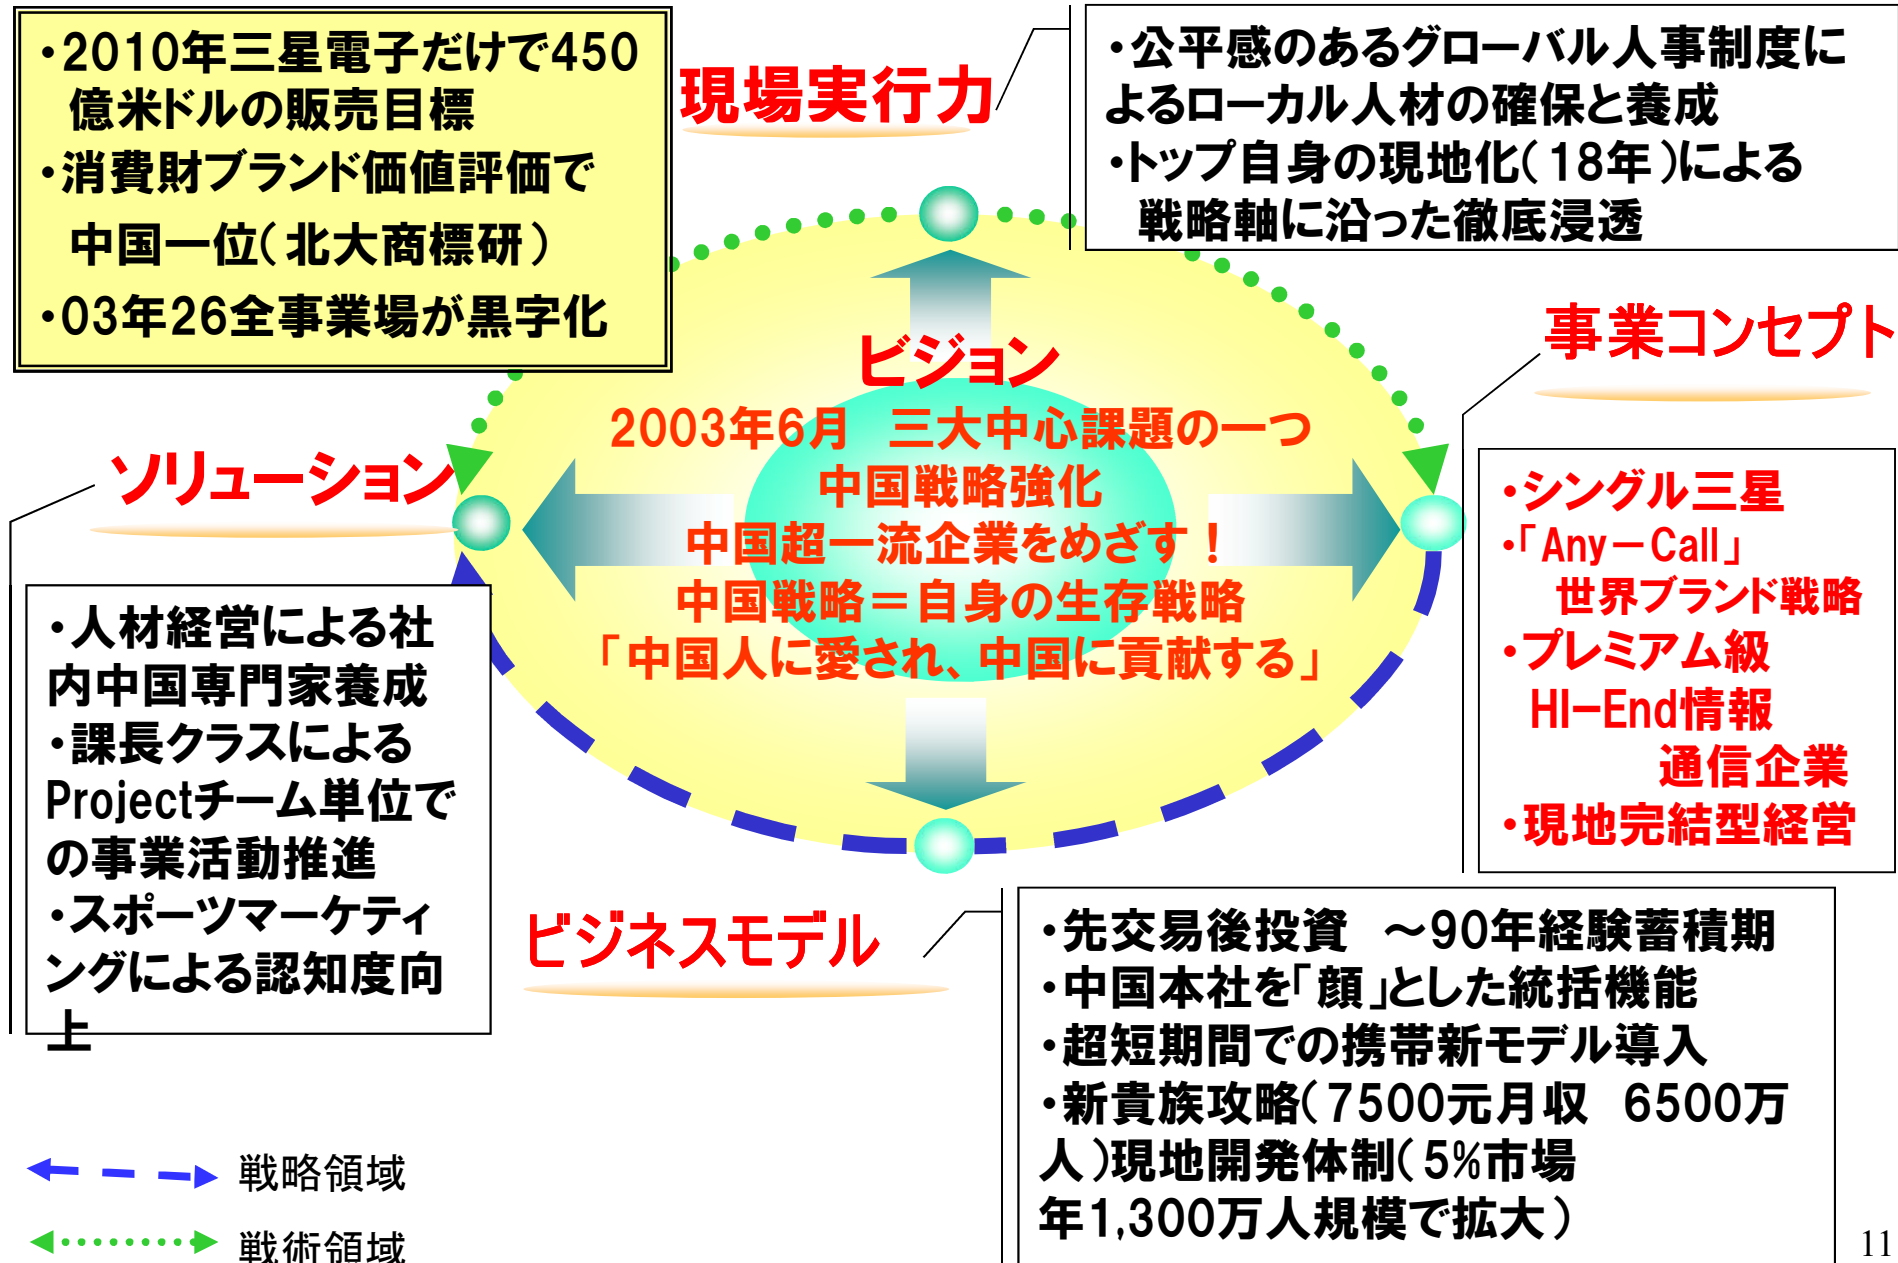 ・2010年三星電子だけで450
億米ドルの販売目標
・消費財ブランド価値評価で
中国一位(北大商標研)
・03年26全事業場が黒字化
現場実行力
・公平感のあるグローバル人事制度に
よるローカル人材の確保と養成
・トップ自身の現地化(18年)による
戦略軸に沿った徹底浸透
事業コンセプト
・シングル三星
・「Any－Call」
世界ブランド戦略
・プレミアム級
HI－End情報
通信企業
・現地完結型経営
ビジョン
2003年6月　三大中心課題の一つ
中国戦略強化
中国超一流企業をめざす！
中国戦略＝自身の生存戦略
「中国人に愛され、中国に貢献する」
ソリューション
・人材経営による社
内中国専門家養成
・課長クラスによる
Projectチーム単位で
の事業活動推進
・スポーツマーケティ
ングによる認知度向
上
ビジネスモデル
・先交易後投資　～90年経験蓄積期
・中国本社を「顔」とした統括機能
・超短期間での携帯新モデル導入
・新貴族攻略(7500元月収　6500万
人)現地開発体制(5%市場
年1,300万人規模で拡大)
戦略領域
戦術領域
11